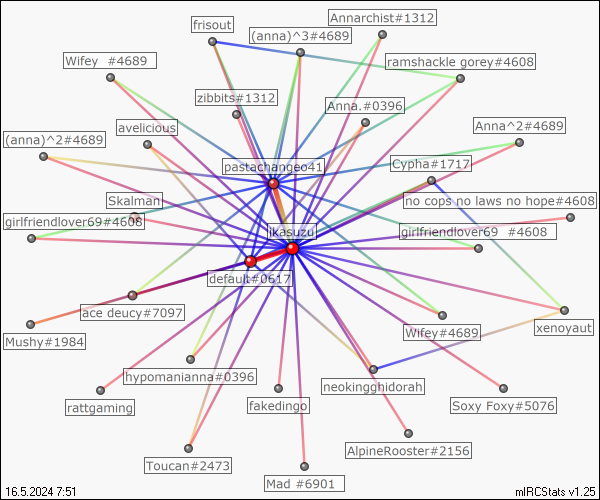 Annarchist#1312
frisout
(anna)^3#4689
Wifey  #4689
ramshackle gorey#4608
zibbits#1312
Anna.#0396
Anna^2#4689
avelicious
(anna)^2#4689
pastachangeo41
Cypha#1717
Skalman
no cops no laws no hope#4608
girlfriendlover69#4608
jkasuzu
girlfriendlover69  #4608
default#0617
ace deucy#7097
Wifey#4689
xenoyaut
Mushy#1984
hypomanianna#0396
neokingghidorah
rattgaming
fakedingo
Soxy Foxy#5076
AlpineRooster#2156
Toucan#2473
Mad  #6901
16.5.2024 7:51
mIRCStats v1.25